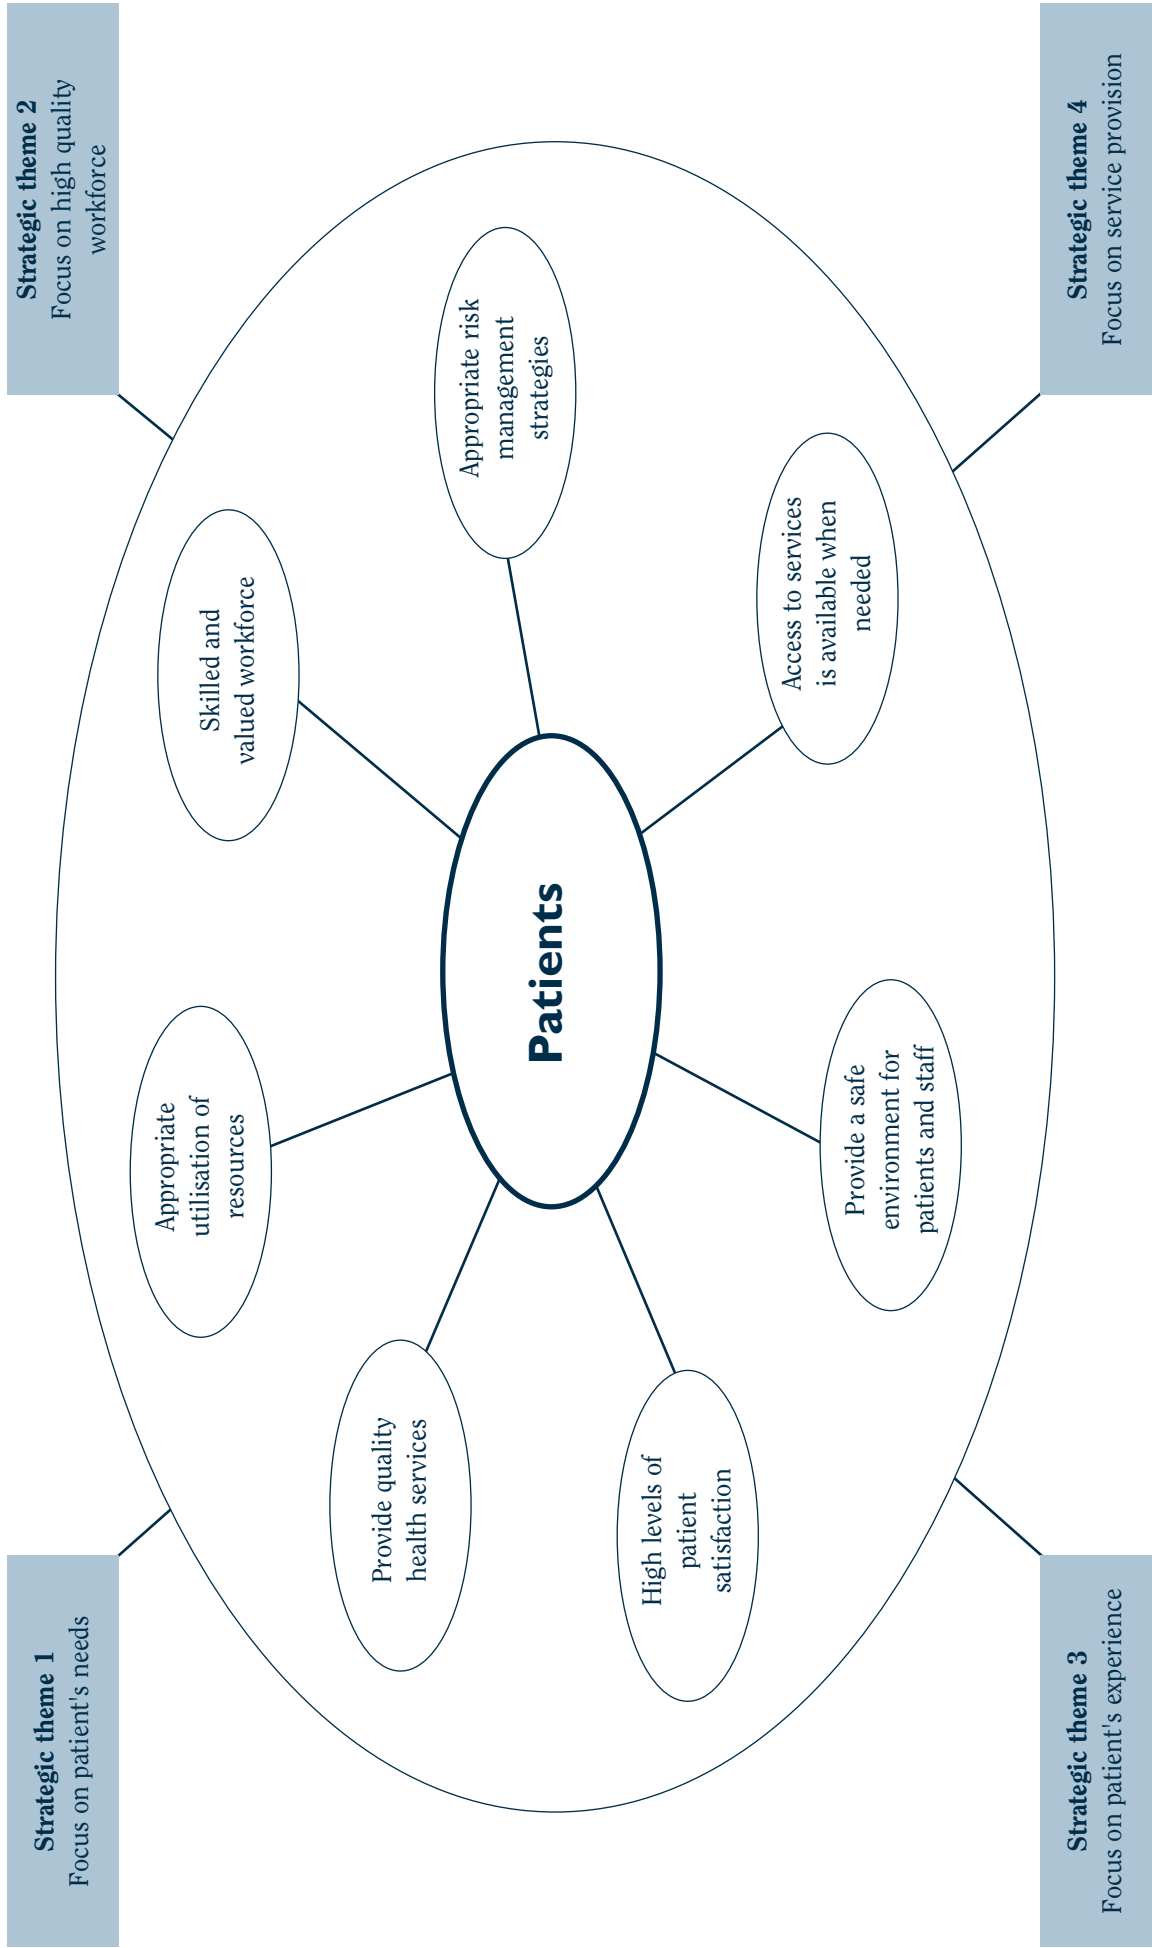 Strategic theme 1
Focus on patient's needs
Strategic theme 2
Focus on high quality
workforce
Appropriate
utilisation of
resources
Skilled and
valued workforce
Provide quality
health services
Appropriate risk
management
strategies
Patients
High levels of
patient
satisfaction
Access to services
is available when
needed
Provide a safe
environment for
patients and staff
Strategic theme 3
Focus on patient's experience
Strategic theme 4
Focus on service provision